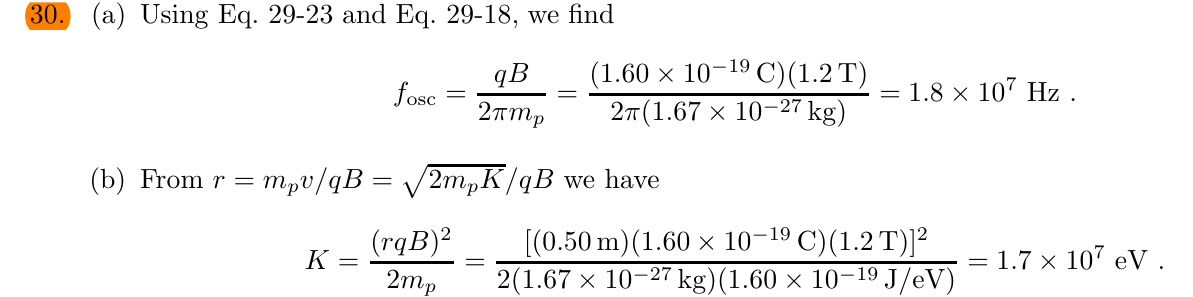 30. (a) Using Eq. 29-23 and Eq. 29-18, we find
f_osc = qB / 2πm_p = (1.60 × 10^−19 C)(1.2 T) / 2π(1.67 × 10^−27 kg) = 1.8 × 10^7 Hz .
(b) From r = m_p v/qB = √(2m_p K)/qB we have
K = (rqB)^2 / 2m_p = [(0.50 m)(1.60 × 10^−19 C)(1.2 T)]^2 / 2(1.67 × 10^−27 kg)(1.60 × 10^−19 J/eV) = 1.7 × 10^7 eV .